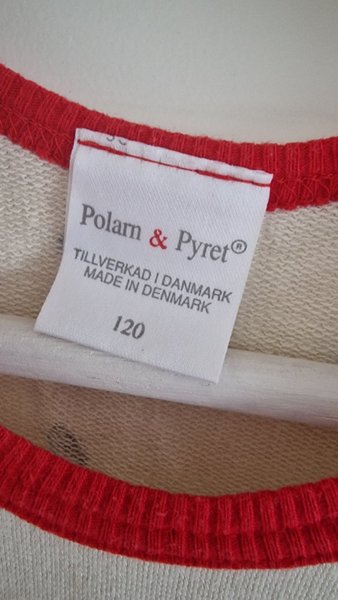 Polarn & Pyret®
TILLVERKAD I DANMARK
MADE IN DENMARK
120